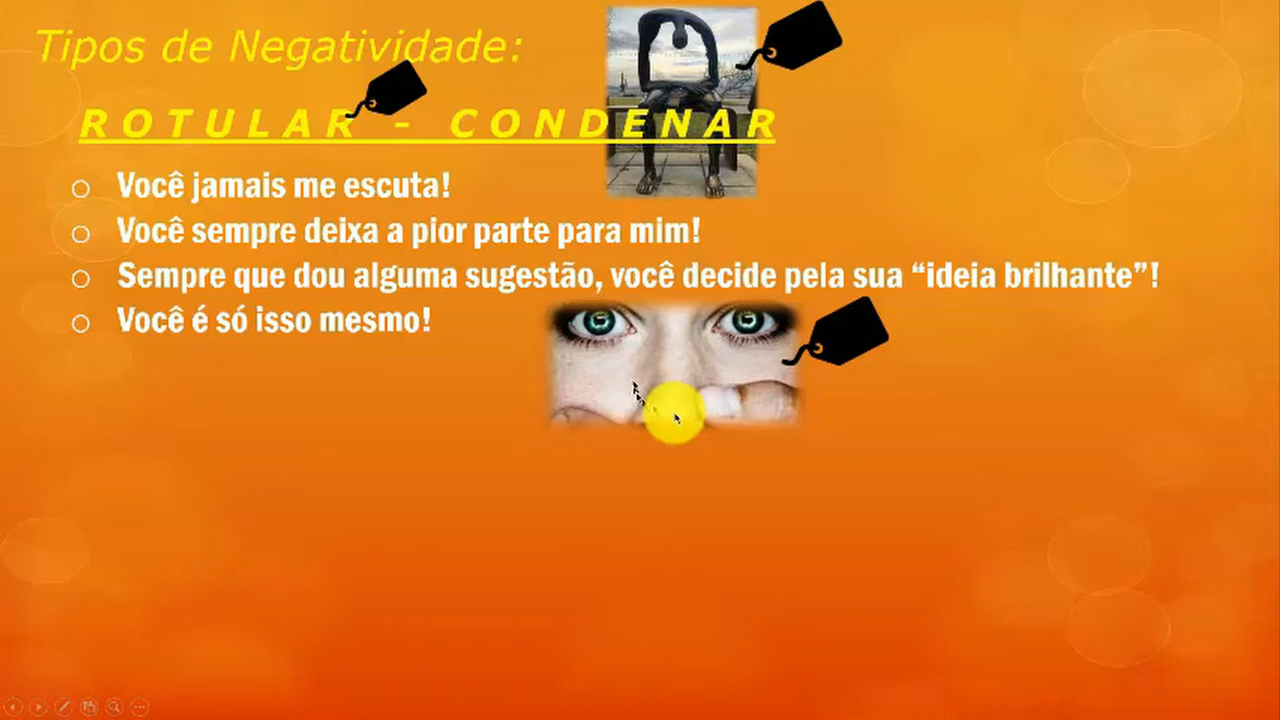 Tipos de Negatividade:
ROTULAR - CONDENAR
Você jamais me escuta!
Você sempre deixa a pior parte para mim!
Sempre que dou alguma sugestão, você decide pela sua “ideia brilhante”!
Você é só isso mesmo!